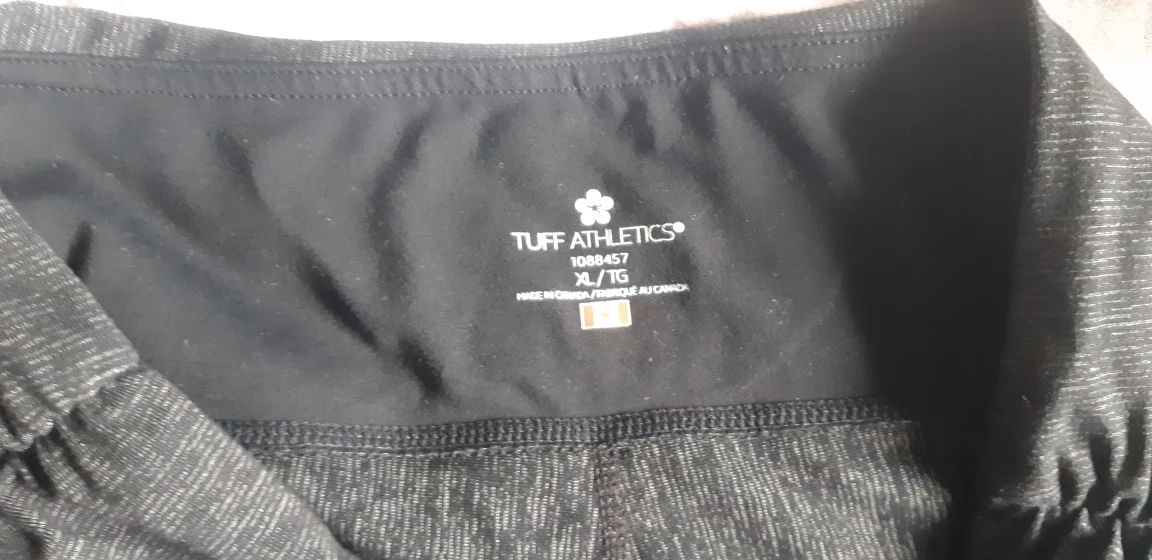 TUFF ATHLETICS®
1088457
XL / TG
MADE IN CANADA / FABRIQUÉ AU CANADA